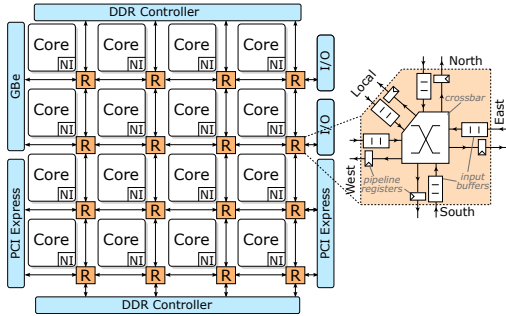 DDR Controller
GBe
Core
NI
R
Core
NI
R
Core
NI
R
Core
NI
R
I/O
Core
NI
R
Core
NI
R
Core
NI
R
Core
NI
R
I/O
PCI Express
Core
NI
R
Core
NI
R
Core
NI
R
Core
NI
R
PCI Express
Core
NI
R
Core
NI
R
Core
NI
R
Core
NI
R
DDR Controller
North
Local
crossbar
East
West
pipeline
registers
input
buffers
South